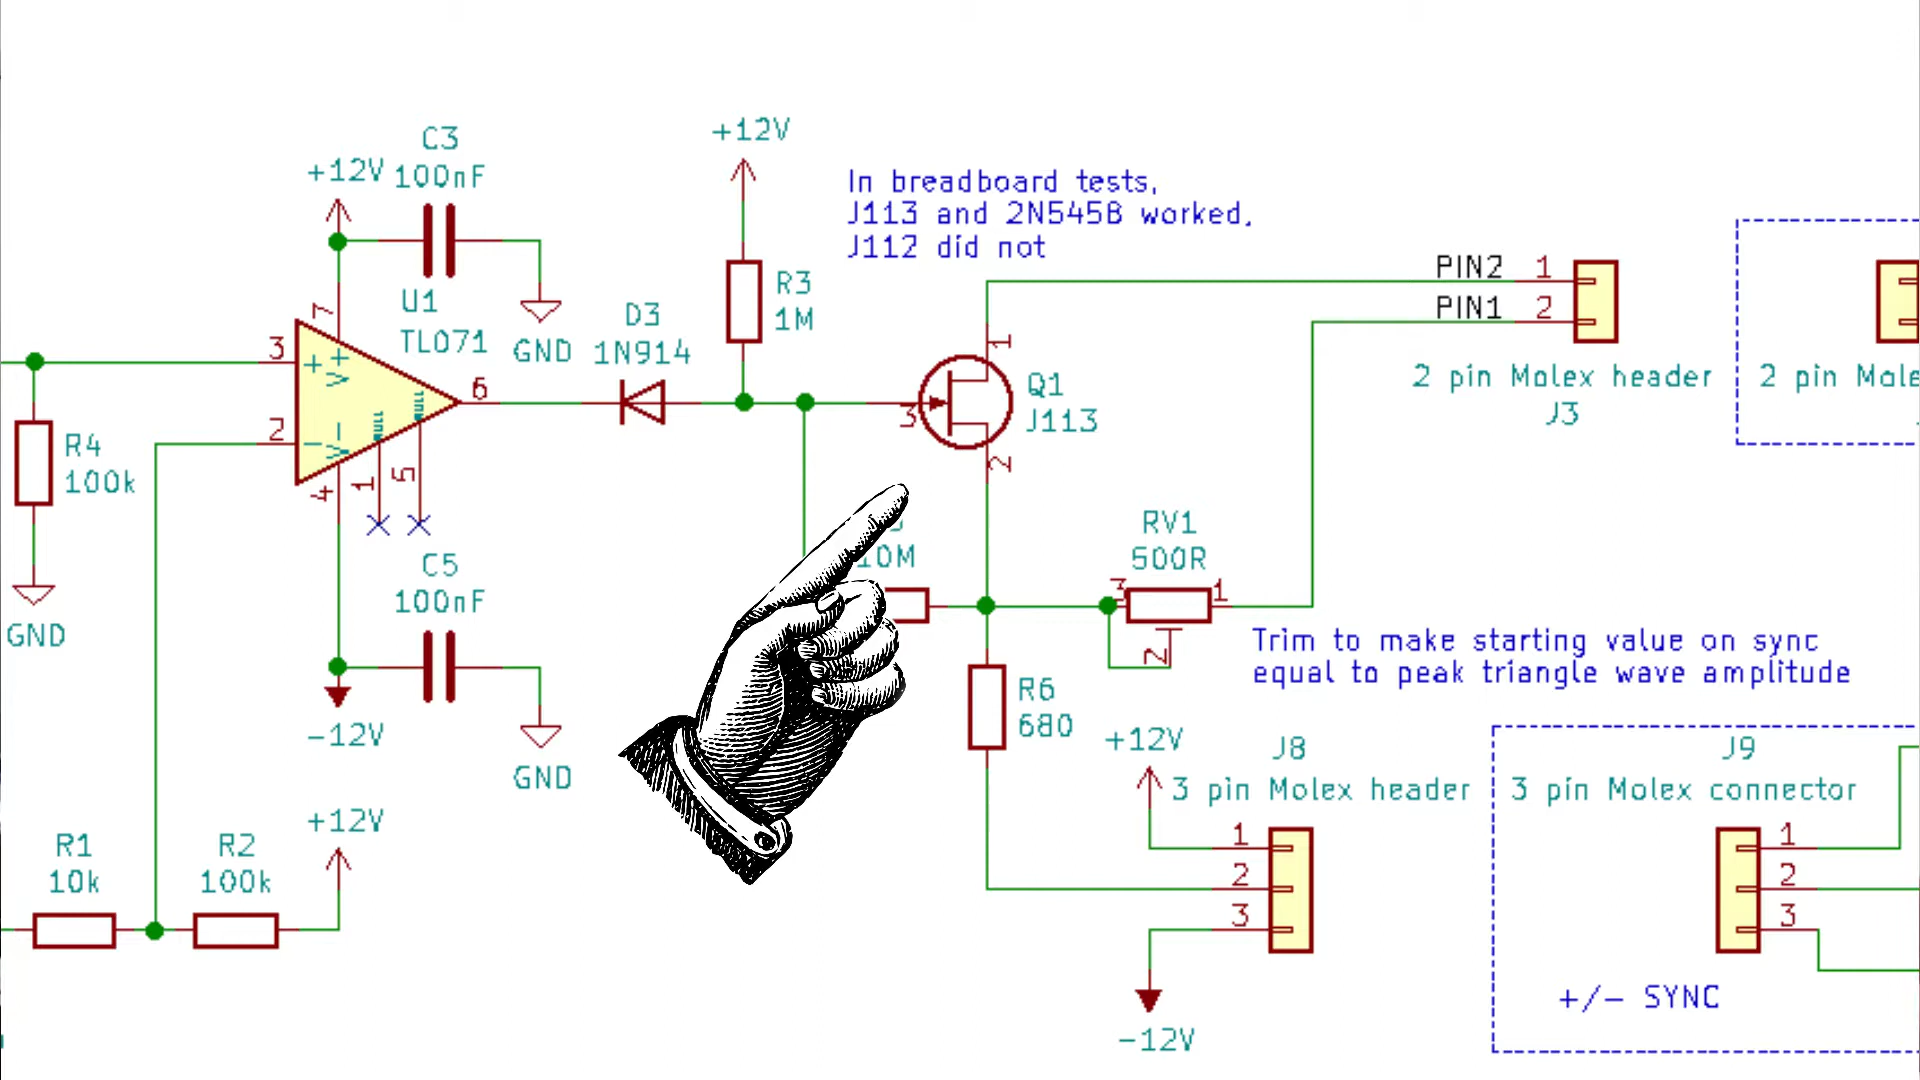 C3
100nF
+12V
+12V
In breadboard tests,
J113 and 2N5458 worked,
J112 did not
PIN2 1
PIN1 2
2 pin Molex header
J3
2 pin Mole
7
U1
TL071
GND
D3
1N914
R3
1M
3
+
V+
NULL
NULL
6
2
−
V−
4
1
5
R4
100k
GND
1
3
2
Q1
J113
10M
RV1
500R
3
1
2
Trim to make starting value on sync
equal to peak triangle wave amplitude
C5
100nF
GND
−12V
R6
680
+12V
J8
3 pin Molex header
1
2
3
−12V
J9
3 pin Molex connector
1
2
3
+/− SYNC
R1
10k
R2
100k
+12V